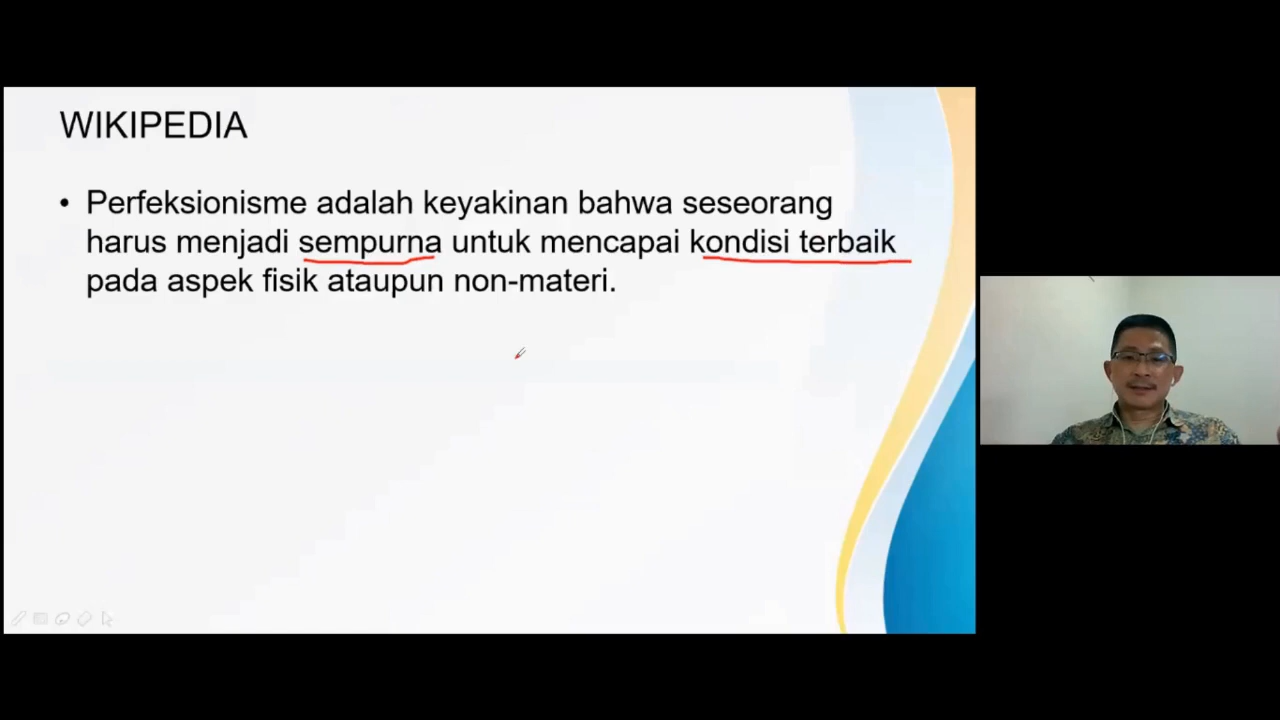 WIKIPEDIA
• Perfeksionisme adalah keyakinan bahwa seseorang
harus menjadi sempurna untuk mencapai kondisi terbaik
pada aspek fisik ataupun non-materi.